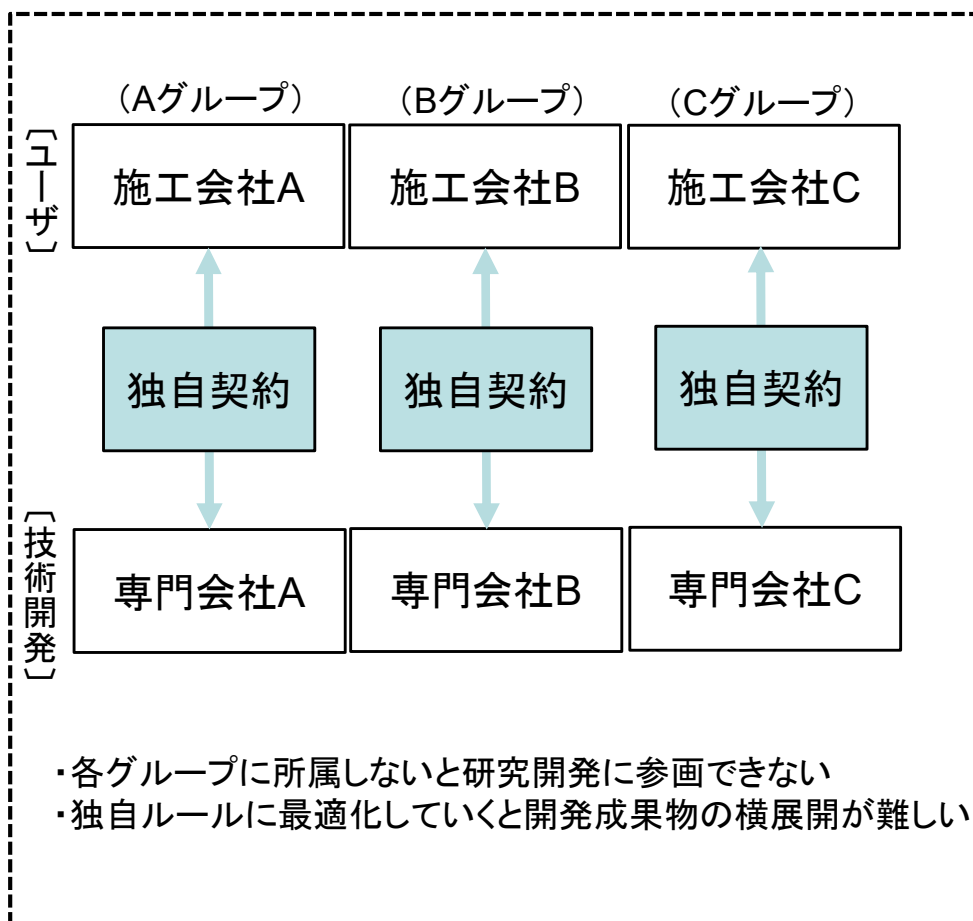 （Aグループ）
（Bグループ）
（Cグループ）
〔ユーザ〕
施工会社A
施工会社B
施工会社C
独自契約
独自契約
独自契約
〔技術開発〕
専門会社A
専門会社B
専門会社C
・各グループに所属しないと研究開発に参画できない
・独自ルールに最適化していくと開発成果物の横展開が難しい